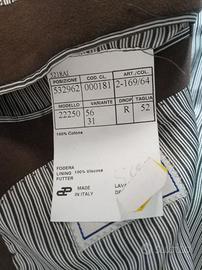 POSIZIONE COD. CL. ART./COL.
532962 000181 2-169/64
MODELLO VARIANTE DROP TAGLIA
22250 56 R 52
31
100% Cotone
FODERA
LINING 100% Viscosa
FUTTER
MADE
IN ITALY